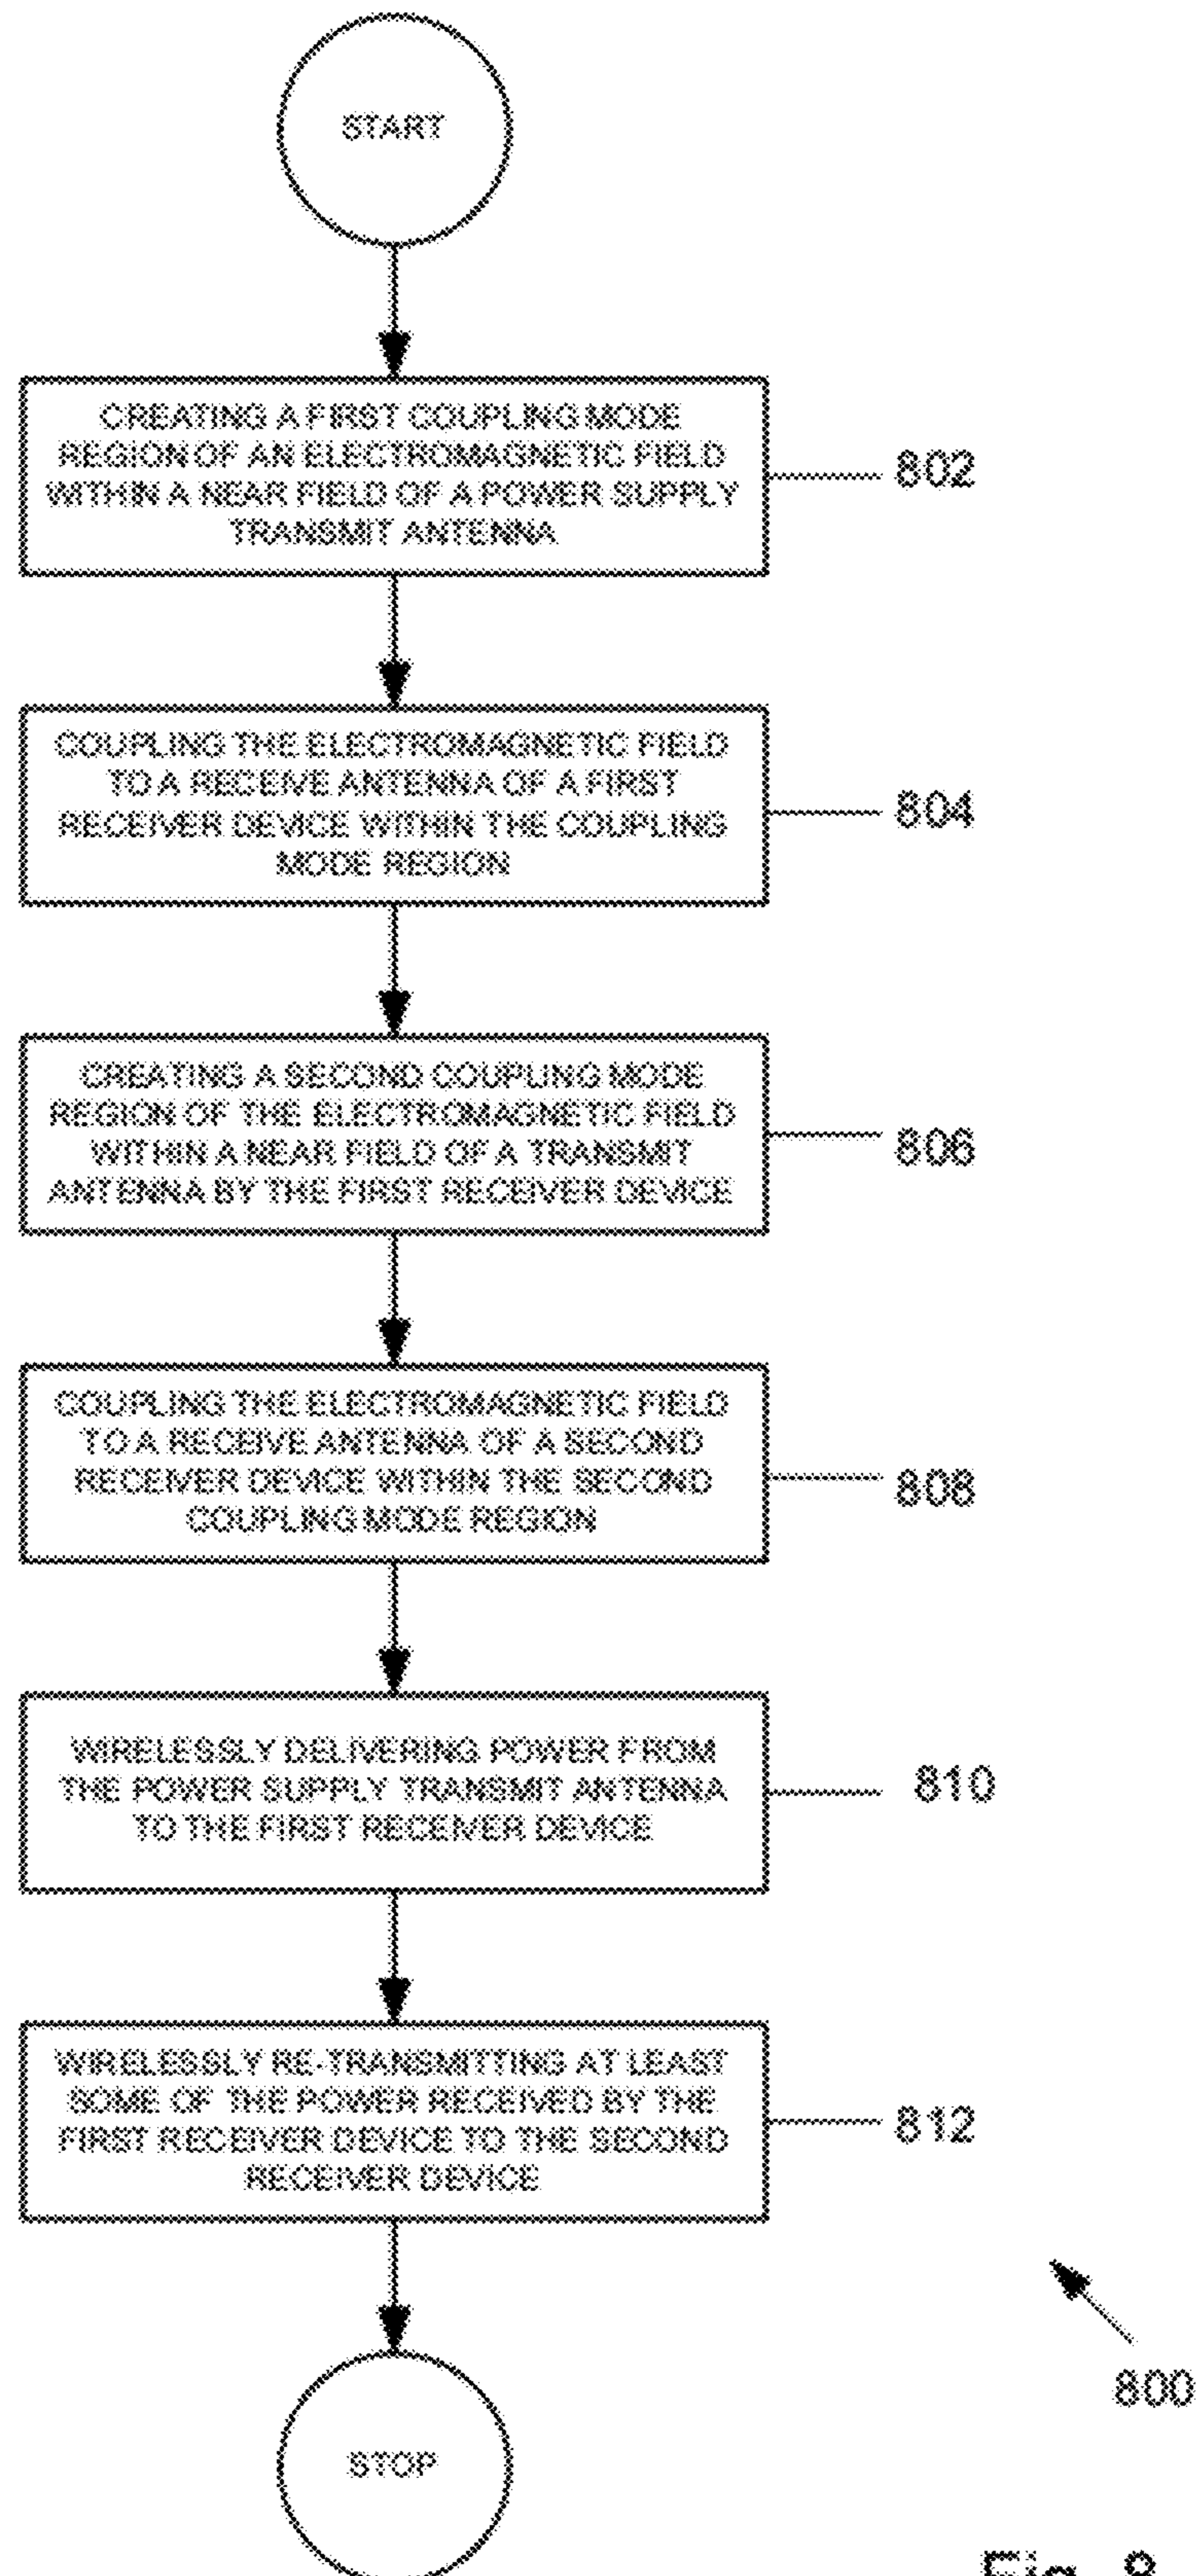 START
CREATING A FIRST COUPLING MODE
REGION OF AN ELECTROMAGNETIC FIELD
WITHIN A NEAR FIELD OF A POWER SUPPLY
TRANSMIT ANTENNA
802
COUPLING THE ELECTROMAGNETIC FIELD
TO A RECEIVE ANTENNA OF A FIRST
RECEIVER DEVICE WITHIN THE COUPLING
MODE REGION
804
CREATING A SECOND COUPLING MODE
REGION OF THE ELECTROMAGNETIC FIELD
WITHIN A NEAR FIELD OF A TRANSMIT
ANTENNA BY THE FIRST RECEIVER DEVICE
806
COUPLING THE ELECTROMAGNETIC FIELD
TO A RECEIVE ANTENNA OF A SECOND
RECEIVER DEVICE WITHIN THE SECOND
COUPLING MODE REGION
808
WIRELESSLY DELIVERING POWER FROM
THE POWER SUPPLY TRANSMIT ANTENNA
TO THE FIRST RECEIVER DEVICE
810
WIRELESSLY RE-TRANSMITTING AT LEAST
SOME OF THE POWER RECEIVED BY THE
FIRST RECEIVER DEVICE TO THE SECOND
RECEIVER DEVICE
812
800
STOP
Fig. 8